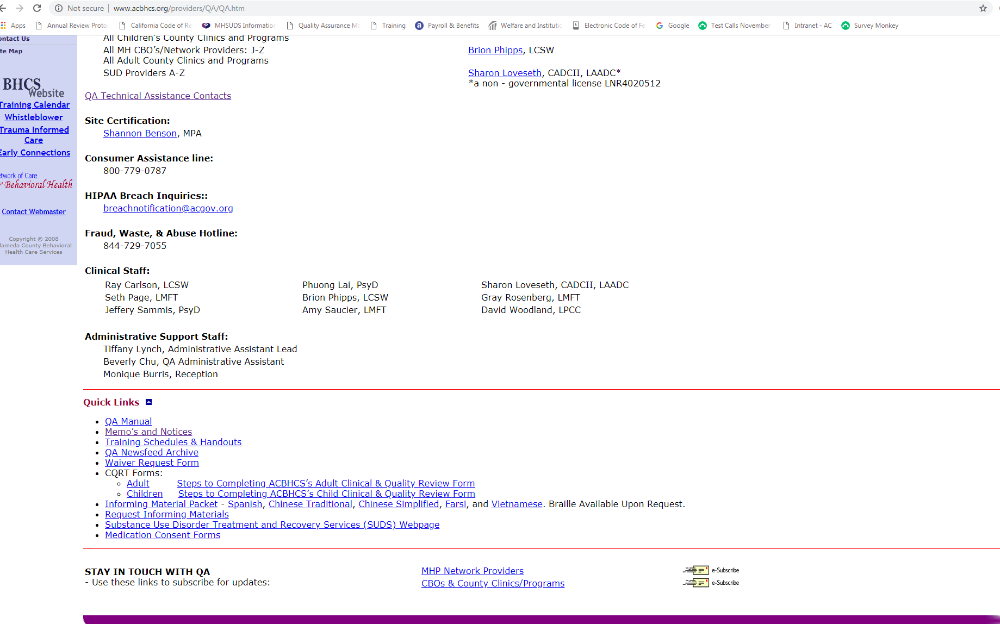 Not secure | www.acbhcs.org/providers/QA/QA.htm
Apps Annual Review Proto California Code of Re MHSUDS Information Quality Assurance Ma Training Payroll & Benefits Welfare and Institutio Electronic Code of Fe Google Test Calls November Intranet - AC Survey Monkey
ontact Us
te Map
BHCS
Website
Training Calendar
Whistleblower
Trauma Informed
Care
Early Connections
twork of Care
Behavioral Health
Contact Webmaster
Copyright © 2008
lameda County Behavioral
Health Care Services
All Children's County Clinics and Programs
All MH CBO's/Network Providers: J-Z Brion Phipps, LCSW
All Adult County Clinics and Programs
SUD Providers A-Z Sharon Loveseth, CADCII, LAADC*
*a non - governmental license LNR4020512
QA Technical Assistance Contacts
Site Certification:
Shannon Benson, MPA
Consumer Assistance line:
800-779-0787
HIPAA Breach Inquiries::
breachnotification@acgov.org
Fraud, Waste, & Abuse Hotline:
844-729-7055
Clinical Staff:
Ray Carlson, LCSW Phuong Lai, PsyD Sharon Loveseth, CADCII, LAADC
Seth Page, LMFT Brion Phipps, LCSW Gray Rosenberg, LMFT
Jeffery Sammis, PsyD Amy Saucier, LMFT David Woodland, LPCC
Administrative Support Staff:
Tiffany Lynch, Administrative Assistant Lead
Beverly Chu, QA Administrative Assistant
Monique Burris, Reception
Quick Links
• QA Manual
• Memo's and Notices
• Training Schedules & Handouts
• QA Newsfeed Archive
• Waiver Request Form
• CQRT Forms:
◦ Adult Steps to Completing ACBHCS's Adult Clinical & Quality Review Form
◦ Children Steps to Completing ACBHCS's Child Clinical & Quality Review Form
• Informing Material Packet - Spanish, Chinese Traditional, Chinese Simplified, Farsi, and Vietnamese. Braille Available Upon Request.
• Request Informing Materials
• Substance Use Disorder Treatment and Recovery Services (SUDS) Webpage
• Medication Consent Forms
STAY IN TOUCH WITH QA
- Use these links to subscribe for updates:
MHP Network Providers e-Subscribe
CBOs & County Clinics/Programs e-Subscribe